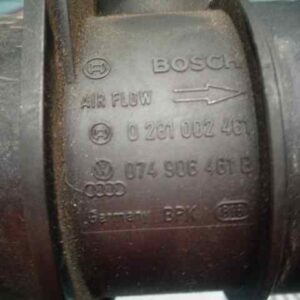 BOSCH
AIR FLOW
0 281 002 461
074 906 461 B
Germany BPK